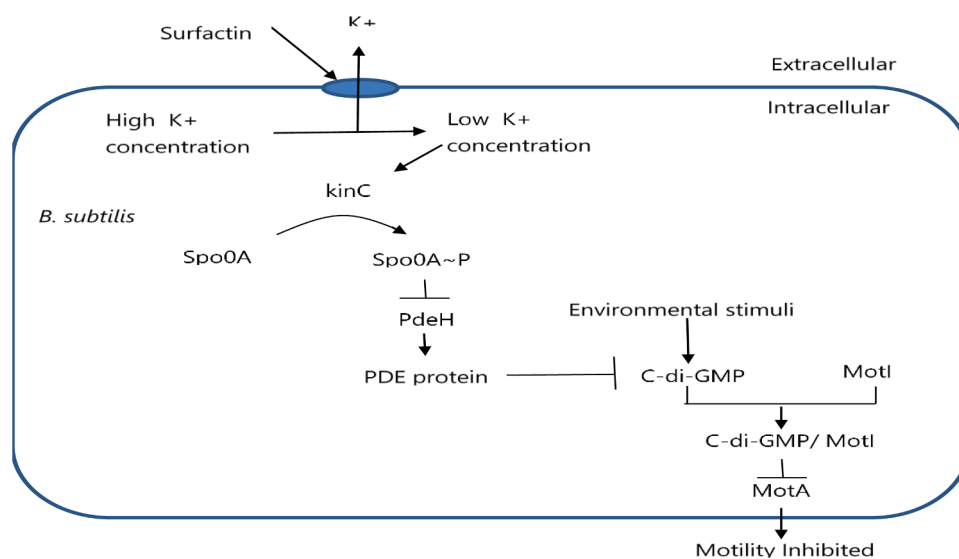 K+
Surfactin
Extracellular
Intracellular
High K+
concentration
Low K+
concentration
kinC
B. subtilis
Spo0A
Spo0A~P
PdeH
Environmental stimuli
PDE protein
C-di-GMP
MotI
C-di-GMP/ MotI
MotA
Motility Inhibited